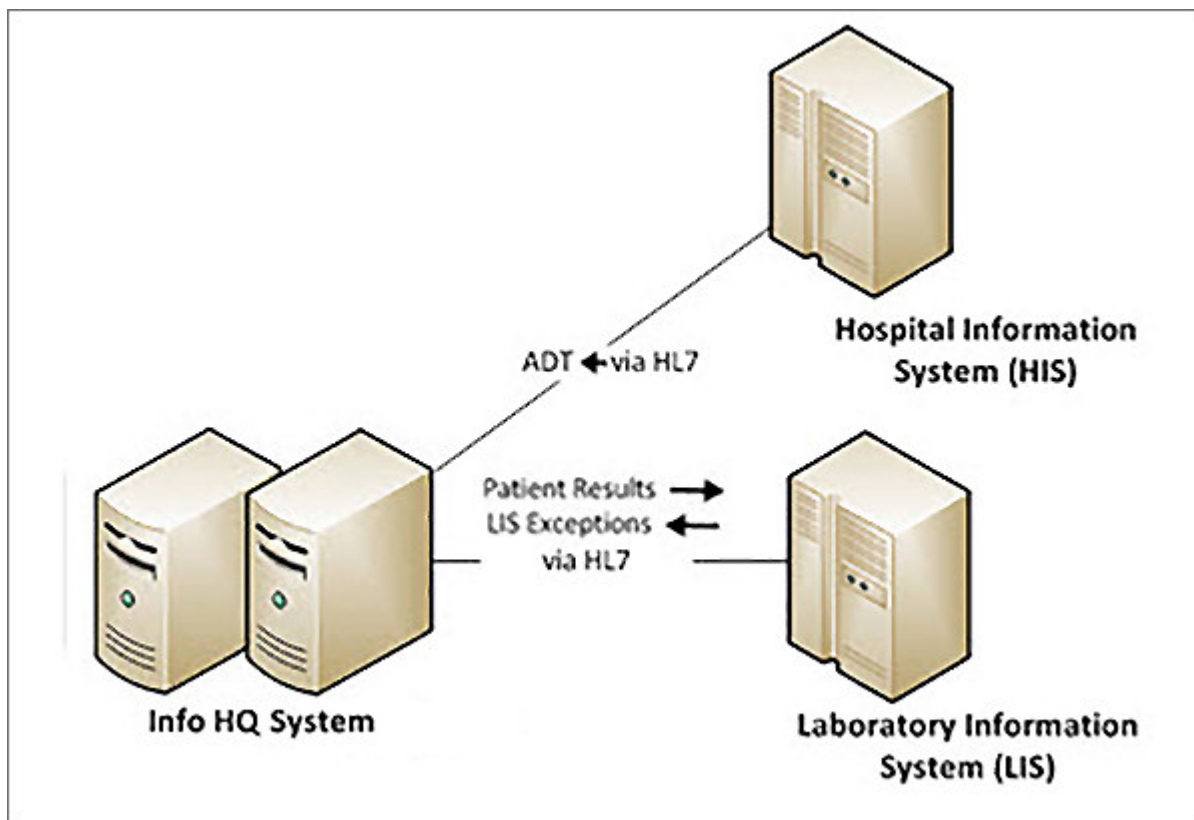 Hospital Information
System (HIS)
ADT ← via HL7
Patient Results →
LIS Exceptions ←
via HL7
Info HQ System
Laboratory Information
System (LIS)